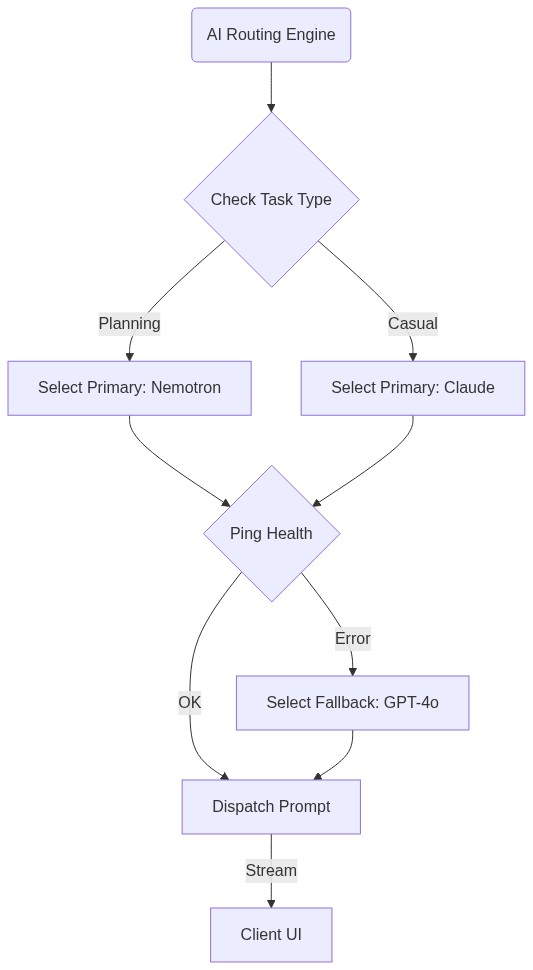 AI Routing Engine
Check Task Type
Planning
Casual
Select Primary: Nemotron
Select Primary: Claude
Ping Health
Error
OK
Select Fallback: GPT-4o
Dispatch Prompt
Stream
Client UI